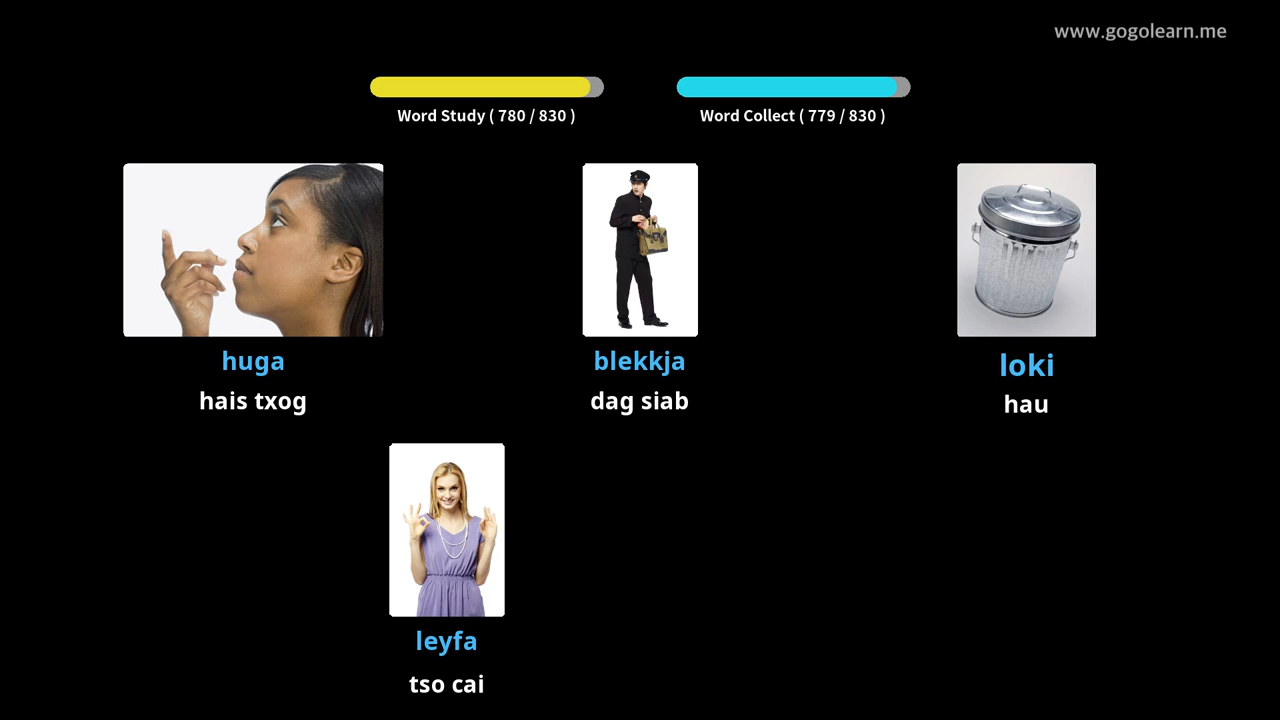 www.gogolearn.me
Word Study ( 780 / 830 )
Word Collect ( 779 / 830 )
huga
hais txog
blekkja
dag siab
loki
hau
leyfa
tso cai